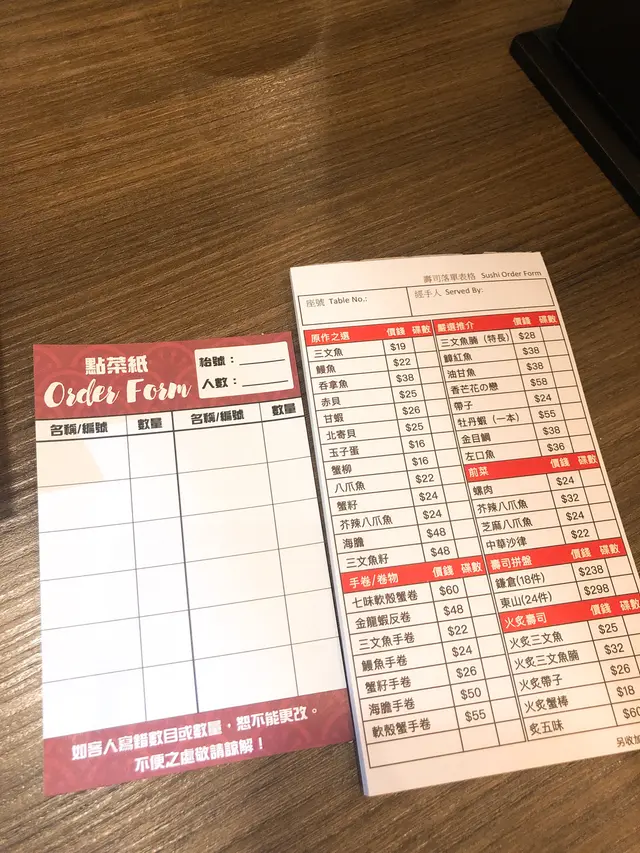 點菜紙
Order Form
枱號：
人數：
名稱/編號 數量 名稱/編號 數量
如客人寫錯數目或數量，恕不能更改。
不便之處敬請諒解！
壽司落單表格 Sushi Order Form
座號 Table No.:
經手人 Served By:
原作之選 價錢 碟數
三文魚 $19
鰻魚 $22
吞拿魚 $38
赤貝 $25
甘蝦 $26
北寄貝 $25
玉子蛋 $16
蟹柳 $16
八爪魚 $22
蟹籽 $24
芥辣八爪魚 $24
海膽 $48
三文魚籽 $48
手卷/卷物 價錢 碟數
七味軟殼蟹卷 $60
金龍蝦反卷 $48
三文魚手卷 $22
鰻魚手卷 $24
蟹籽手卷 $26
海膽手卷 $50
軟殼蟹手卷 $55
嚴選推介 價錢 碟數
三文魚腩（特長） $28
鱆紅魚 $38
油甘魚 $38
香芒花の戀 $58
帶子 $24
牡丹蝦（一本） $55
金目鯛 $38
左口魚 $36
前菜 價錢 碟數
螺肉 $24
芥辣八爪魚 $32
芝麻八爪魚 $24
中華沙律 $22
壽司拼盤 價錢 碟數
鎌倉(18件) $238
東山(24件) $298
火炙壽司 價錢 碟數
火炙三文魚 $25
火炙三文魚腩 $32
火炙帶子 $26
火炙蟹棒 $18
炙五味 $60
另收加